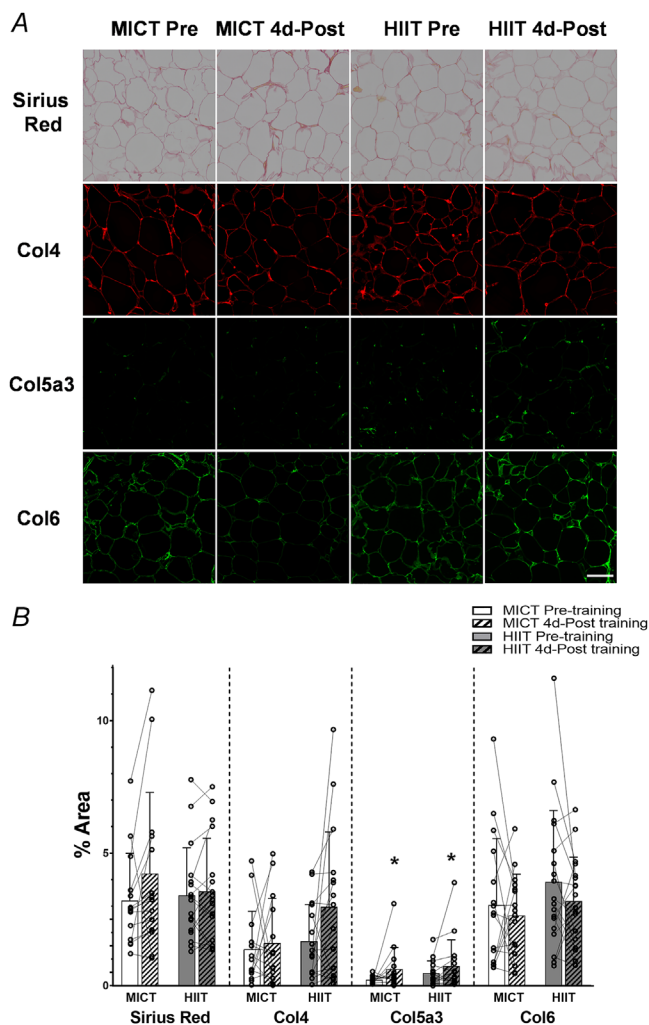 A
MICT Pre MICT 4d-Post HIIT Pre HIIT 4d-Post
Sirius
Red
Col4
Col5a3
Col6
B
MICT Pre-training
MICT 4d-Post training
HIIT Pre-training
HIIT 4d-Post training
% Area
10
5
0
* *
MICT HIIT MICT HIIT MICT HIIT MICT HIIT
Sirius Red Col4 Col5a3 Col6